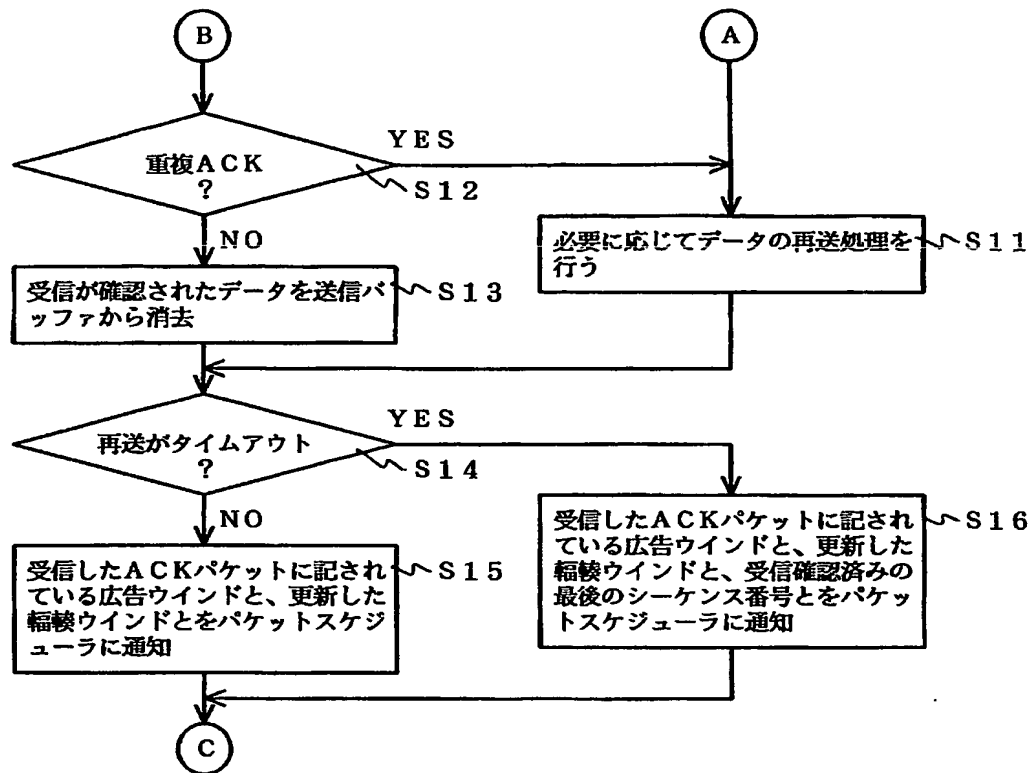 B
A
重複ACK
?
YES
S12
NO
必要に応じてデータの再送処理を
行う
S11
受信が確認されたデータを送信バ
ッファから消去
S13
再送がタイムアウト
?
YES
S14
NO
受信したACKパケットに記され
ている広告ウインドと、更新した
輻輳ウインドとをパケットスケジ
ューラに通知
S15
受信したACKパケットに記され
ている広告ウインドと、更新した
輻輳ウインドと、受信確認済みの
最後のシーケンス番号とをパケッ
トスケジューラに通知
S16
C